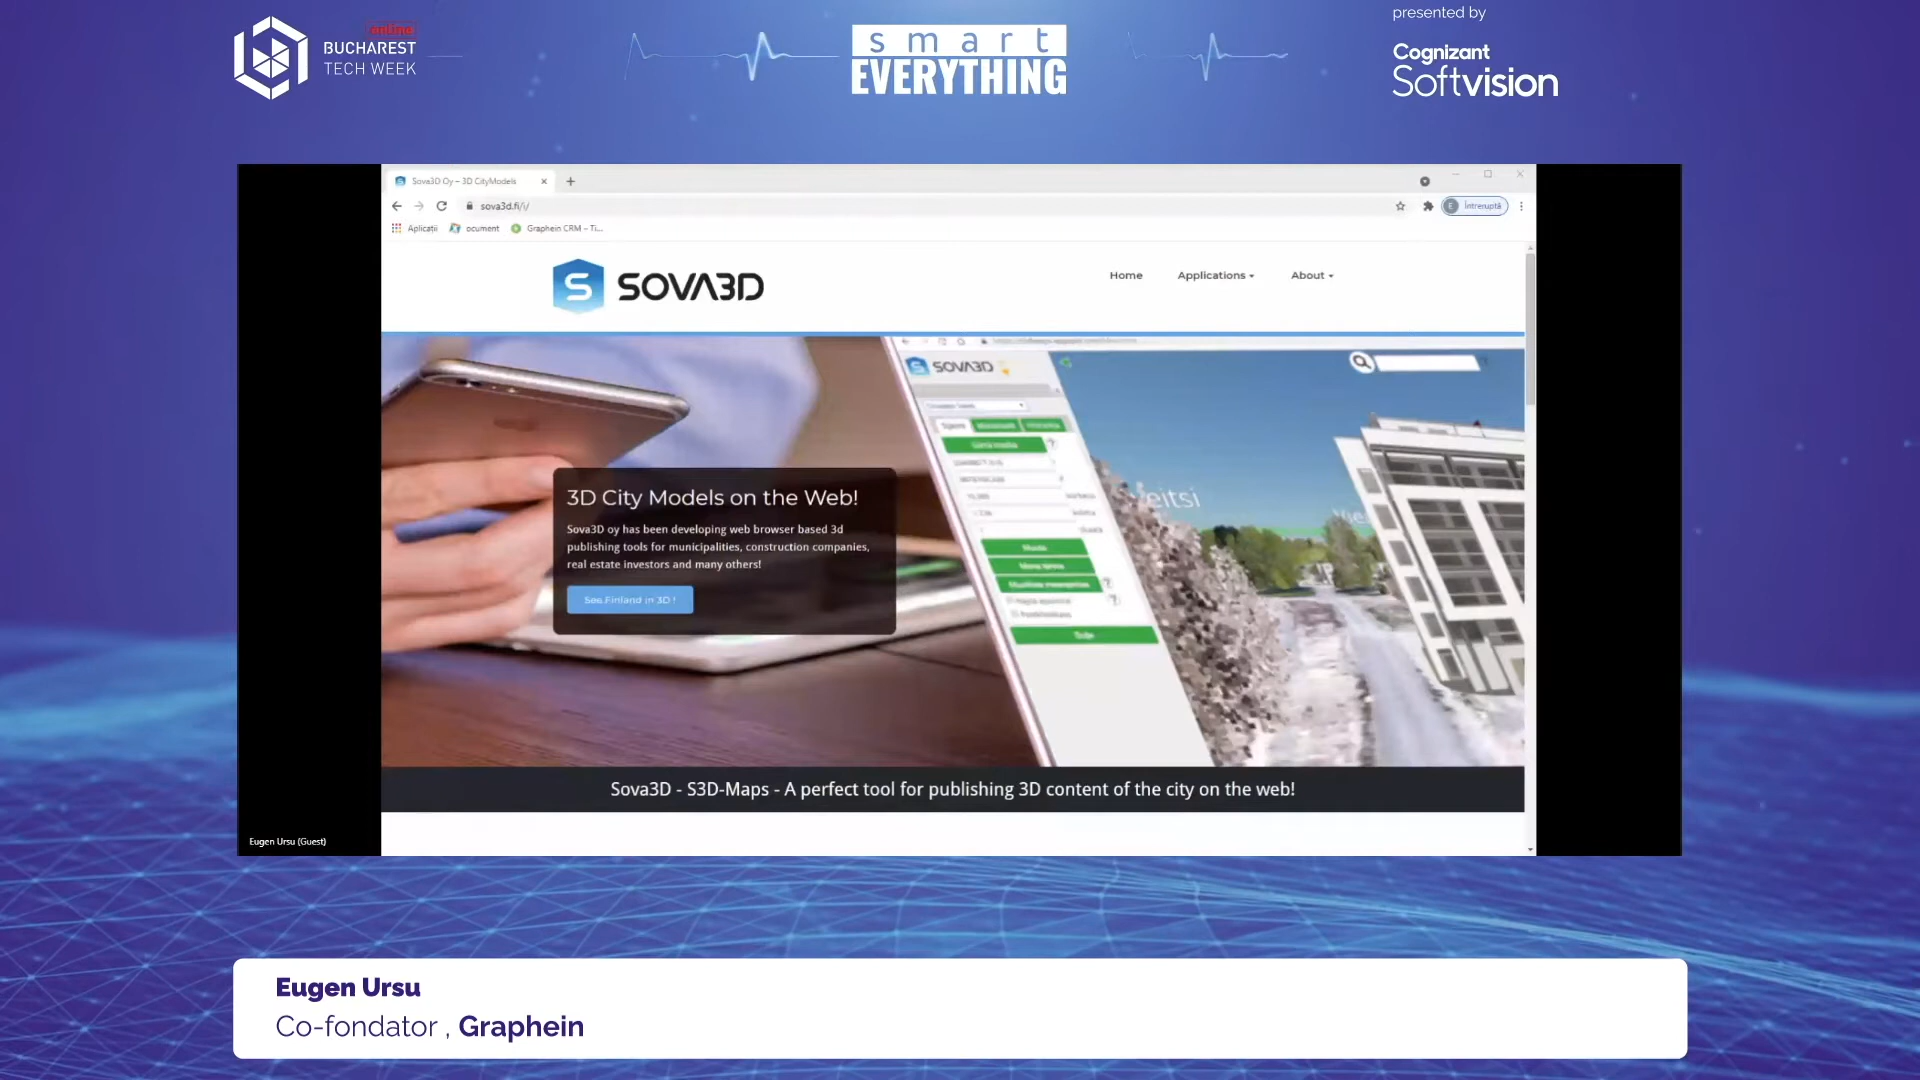 online
BUCHAREST
TECH WEEK
smart
EVERYTHING
presented by
Cognizant
Softvision
Sova3D Oy – 3D CityModels
sova3d.fi/i/
Întreruptă
Aplicații
ocument
Graphein CRM – Ti...
SOVA3D
Home
Applications
About
SOVA3D
3D City Models on the Web!
Sova3D oy has been developing web browser based 3d
publishing tools for municipalities, construction companies,
real estate investors and many others!
See Finland in 3D !
Sova3D - S3D-Maps - A perfect tool for publishing 3D content of the city on the web!
Eugen Ursu (Guest)
Eugen Ursu
Co-fondator , Graphein